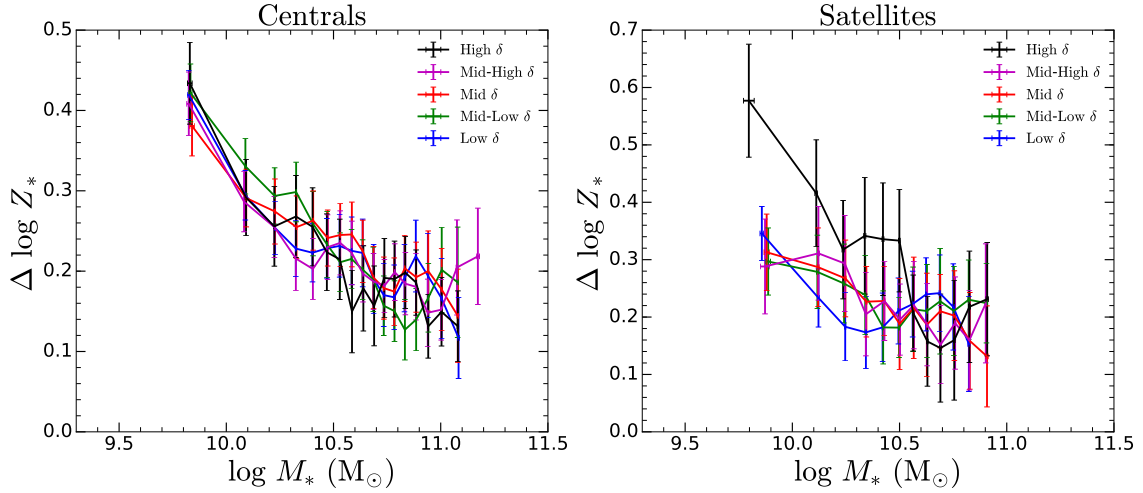 Centrals
0.5
0.4
0.3
0.2
0.1
0.0
Δ log Z*
High δ
Mid-High δ
Mid δ
Mid-Low δ
Low δ
9.5 10.0 10.5 11.0 11.5
log M* (M⊙)
Satellites
0.7
0.6
0.5
0.4
0.3
0.2
0.1
0.0
Δ log Z*
High δ
Mid-High δ
Mid δ
Mid-Low δ
Low δ
9.5 10.0 10.5 11.0 11.5
log M* (M⊙)